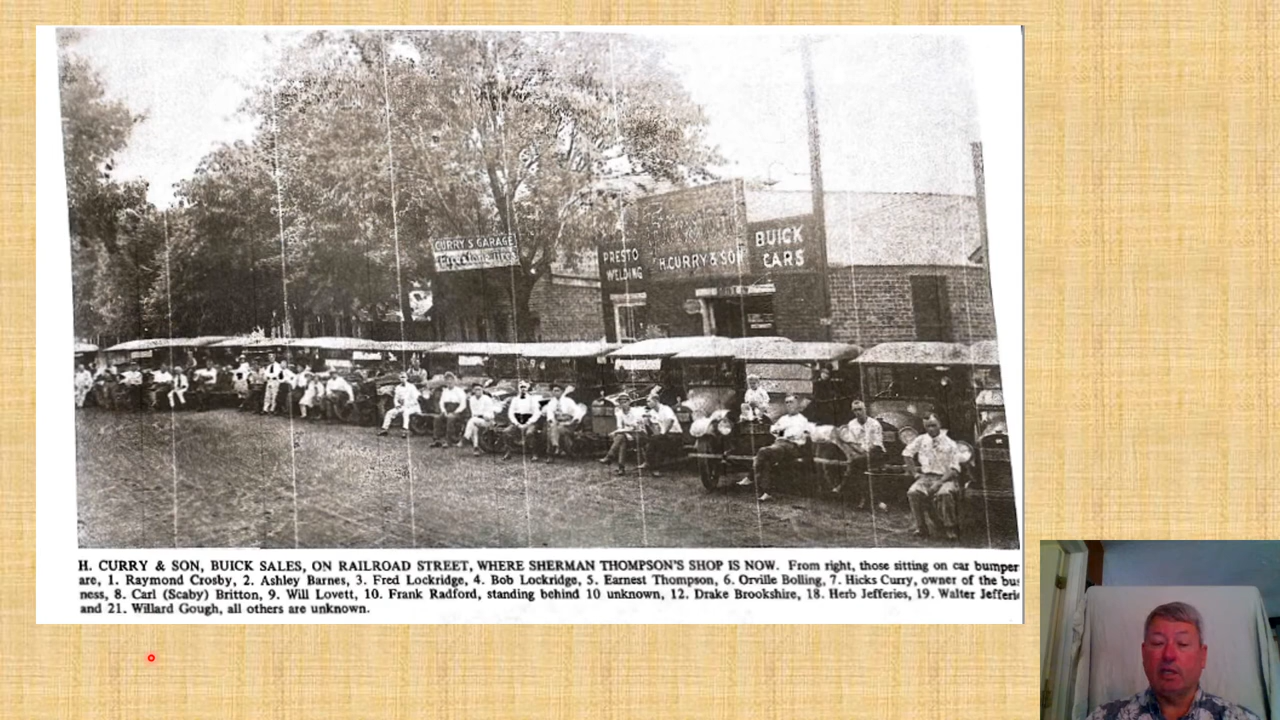 CURRY'S GARAGE
PRESTO
WELDING
H. CURRY & SON
BUICK
CARS
H. CURRY & SON, BUICK SALES, ON RAILROAD STREET, WHERE SHERMAN THOMPSON'S SHOP IS NOW. From right, those sitting on car bumper
are, 1. Raymond Crosby, 2. Ashley Barnes, 3. Fred Lockridge, 4. Bob Lockridge, 5. Earnest Thompson, 6. Orville Bolling, 7. Hicks Curry, owner of the bus
ness, 8. Carl (Scaby) Britton, 9. Will Lovett, 10. Frank Radford, standing behind 10 unknown, 12. Drake Brookshire, 18. Herb Jefferies, 19. Walter Jefferie
and 21. Willard Gough, all others are unknown.